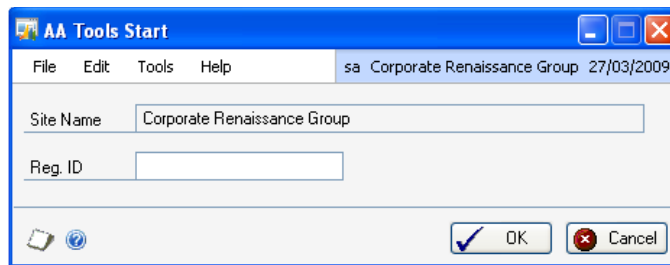 AA Tools Start
File Edit Tools Help sa Corporate Renaissance Group 27/03/2009
Site Name Corporate Renaissance Group
Reg. ID
OK Cancel